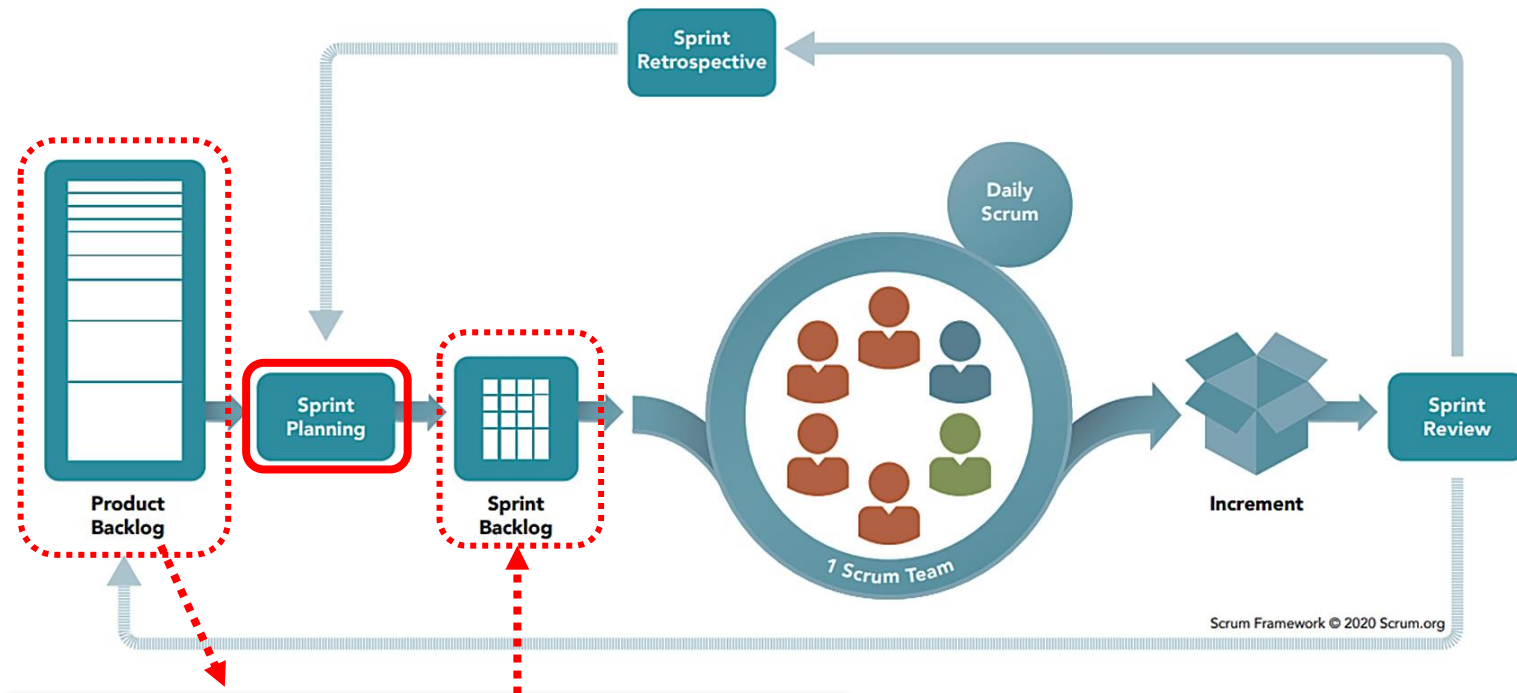 Sprint
Retrospective
Daily
Scrum
Sprint
Planning
Sprint
Review
Product
Backlog
Sprint
Backlog
Increment
1 Scrum Team
Scrum Framework © 2020 Scrum.org